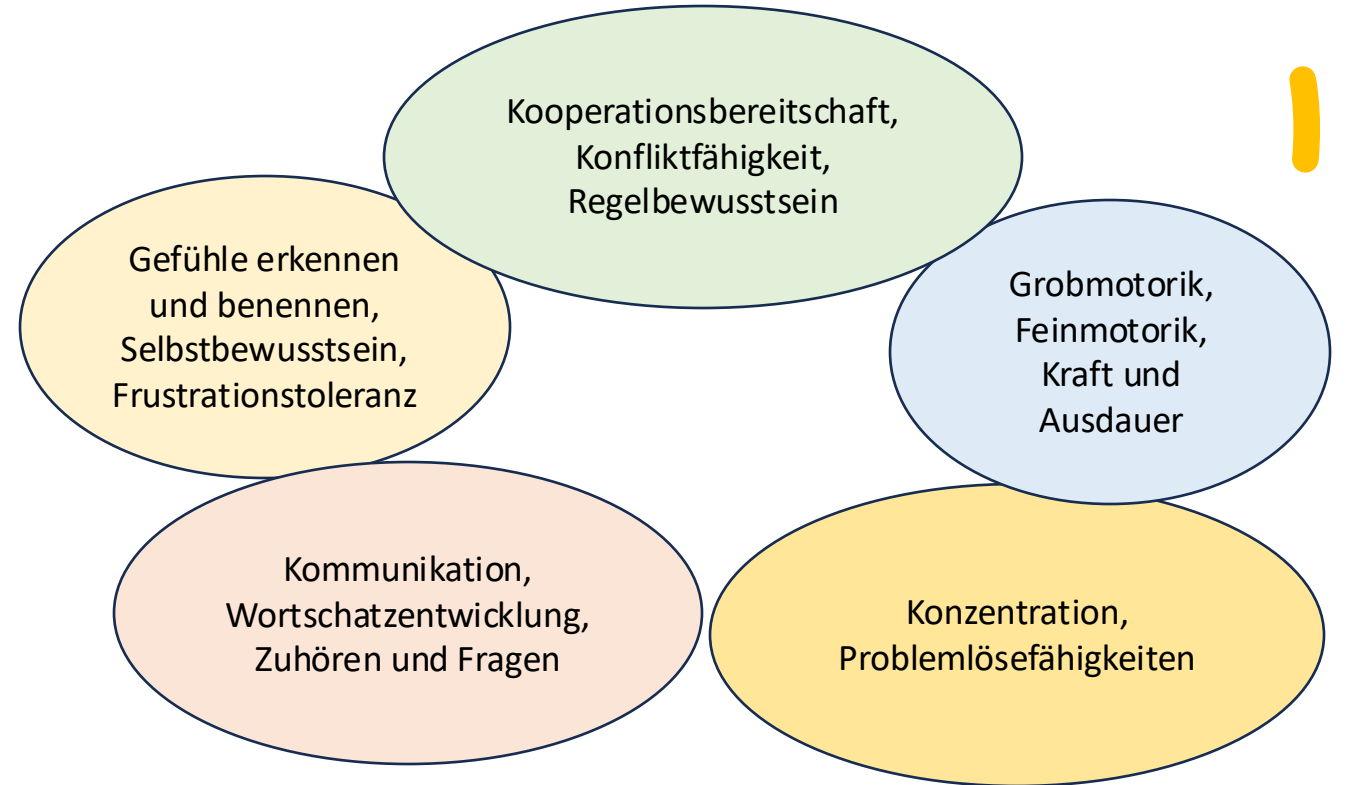 Kooperationsbereitschaft,
Konfliktfähigkeit,
Regelbewusstsein
Gefühle erkennen
und benennen,
Selbstbewusstsein,
Frustrationstoleranz
Grobmotorik,
Feinmotorik,
Kraft und
Ausdauer
Kommunikation,
Wortschatzentwicklung,
Zuhören und Fragen
Konzentration,
Problemlösefähigkeiten